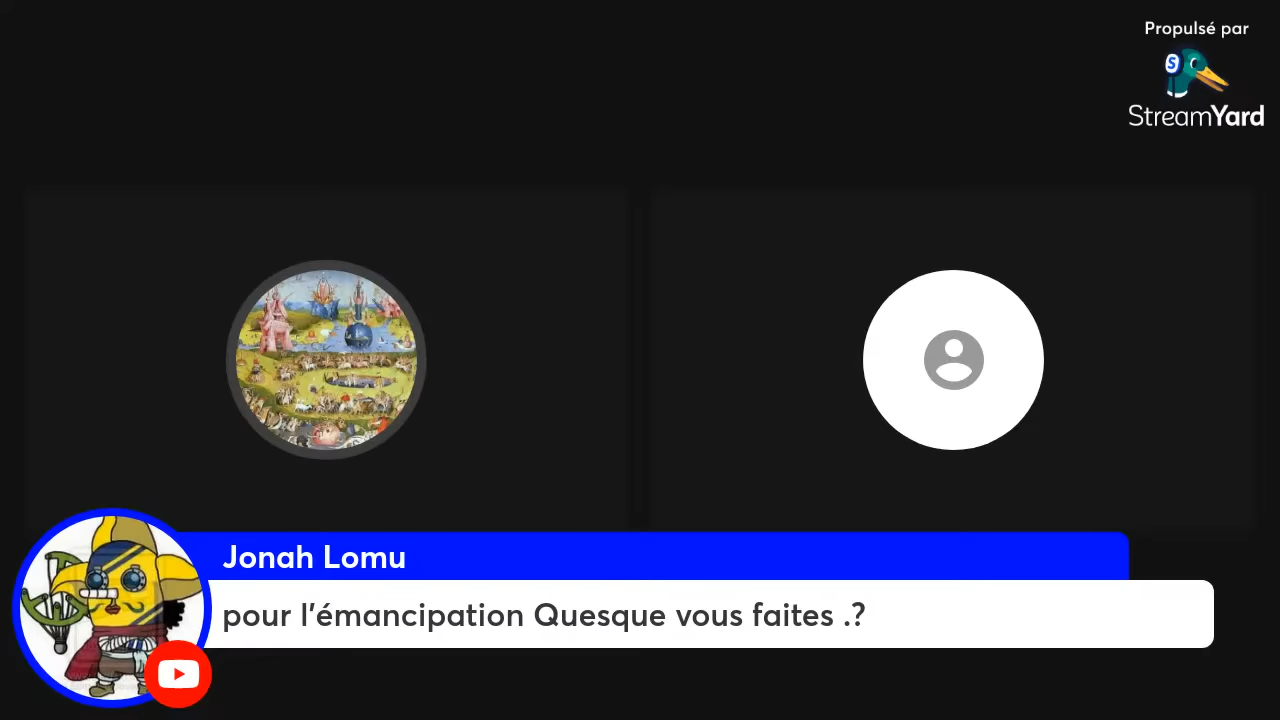 Propulsé par
S
StreamYard
Jonah Lomu
pour l'émancipation Quesque vous faites .?